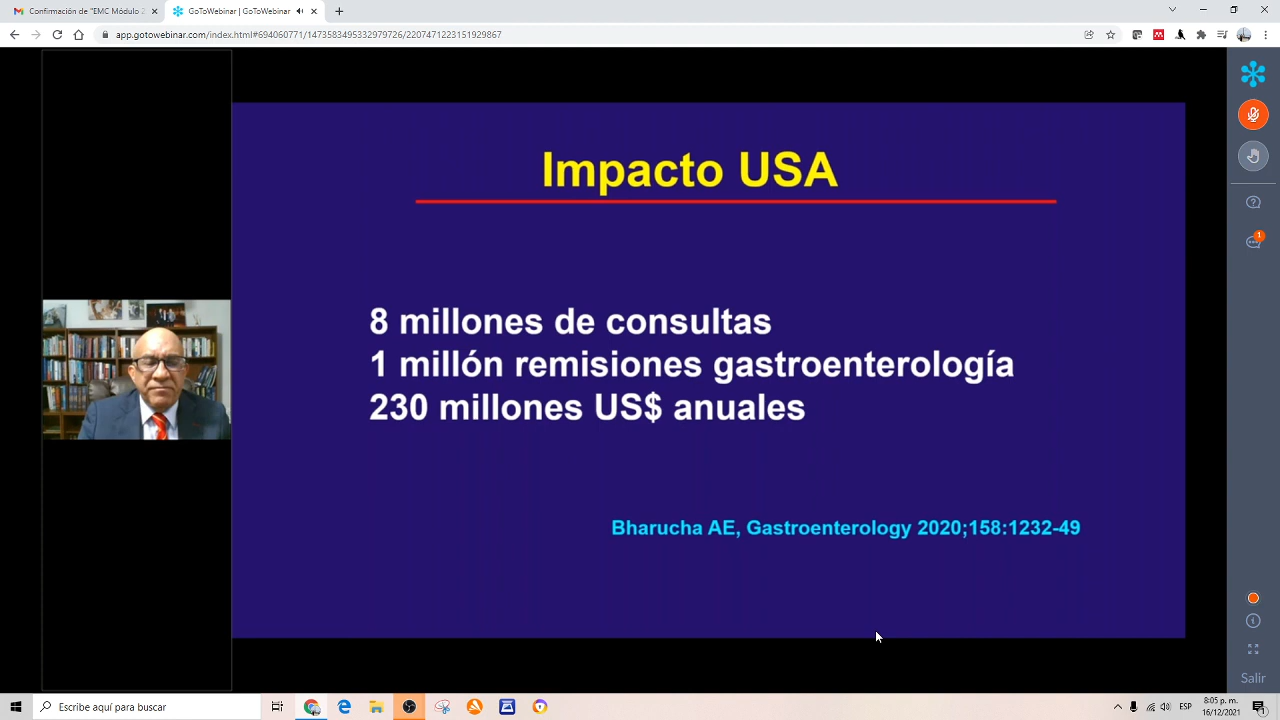 Confirmación de "EMC Módulo 2
GoToWebinar | GoToWebinar
app.gotowebinar.com/index.html#694060771/1473583495332979726/2207471223151929867
Impacto USA
8 millones de consultas
1 millón remisiones gastroenterología
230 millones US$ anuales
Bharucha AE, Gastroenterology 2020;158:1232-49
1
Salir
Escribe aquí para buscar
ESP
8:05 p. m.
16/12/2021
1